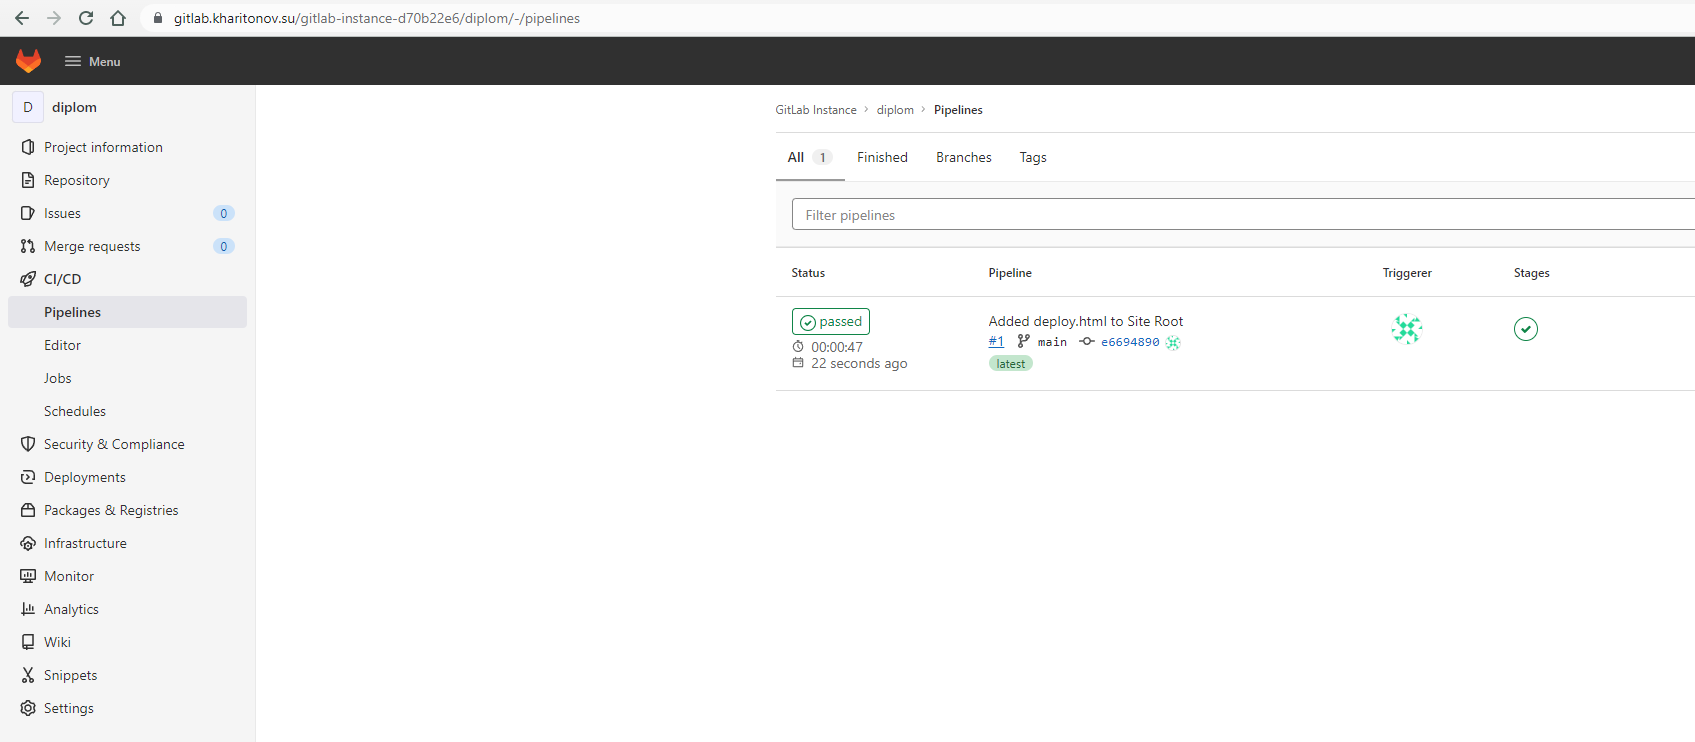 gitlab.kharitonov.su/gitlab-instance-d70b22e6/diplom/-/pipelines
Menu
D diplom
Project information
Repository
Issues 0
Merge requests 0
CI/CD
Pipelines
Editor
Jobs
Schedules
Security & Compliance
Deployments
Packages & Registries
Infrastructure
Monitor
Analytics
Wiki
Snippets
Settings
GitLab Instance › diplom › Pipelines
All 1 Finished Branches Tags
Filter pipelines
Status Pipeline Triggerer Stages
passed
00:00:47
22 seconds ago
Added deploy.html to Site Root
#1 main e6694890
latest